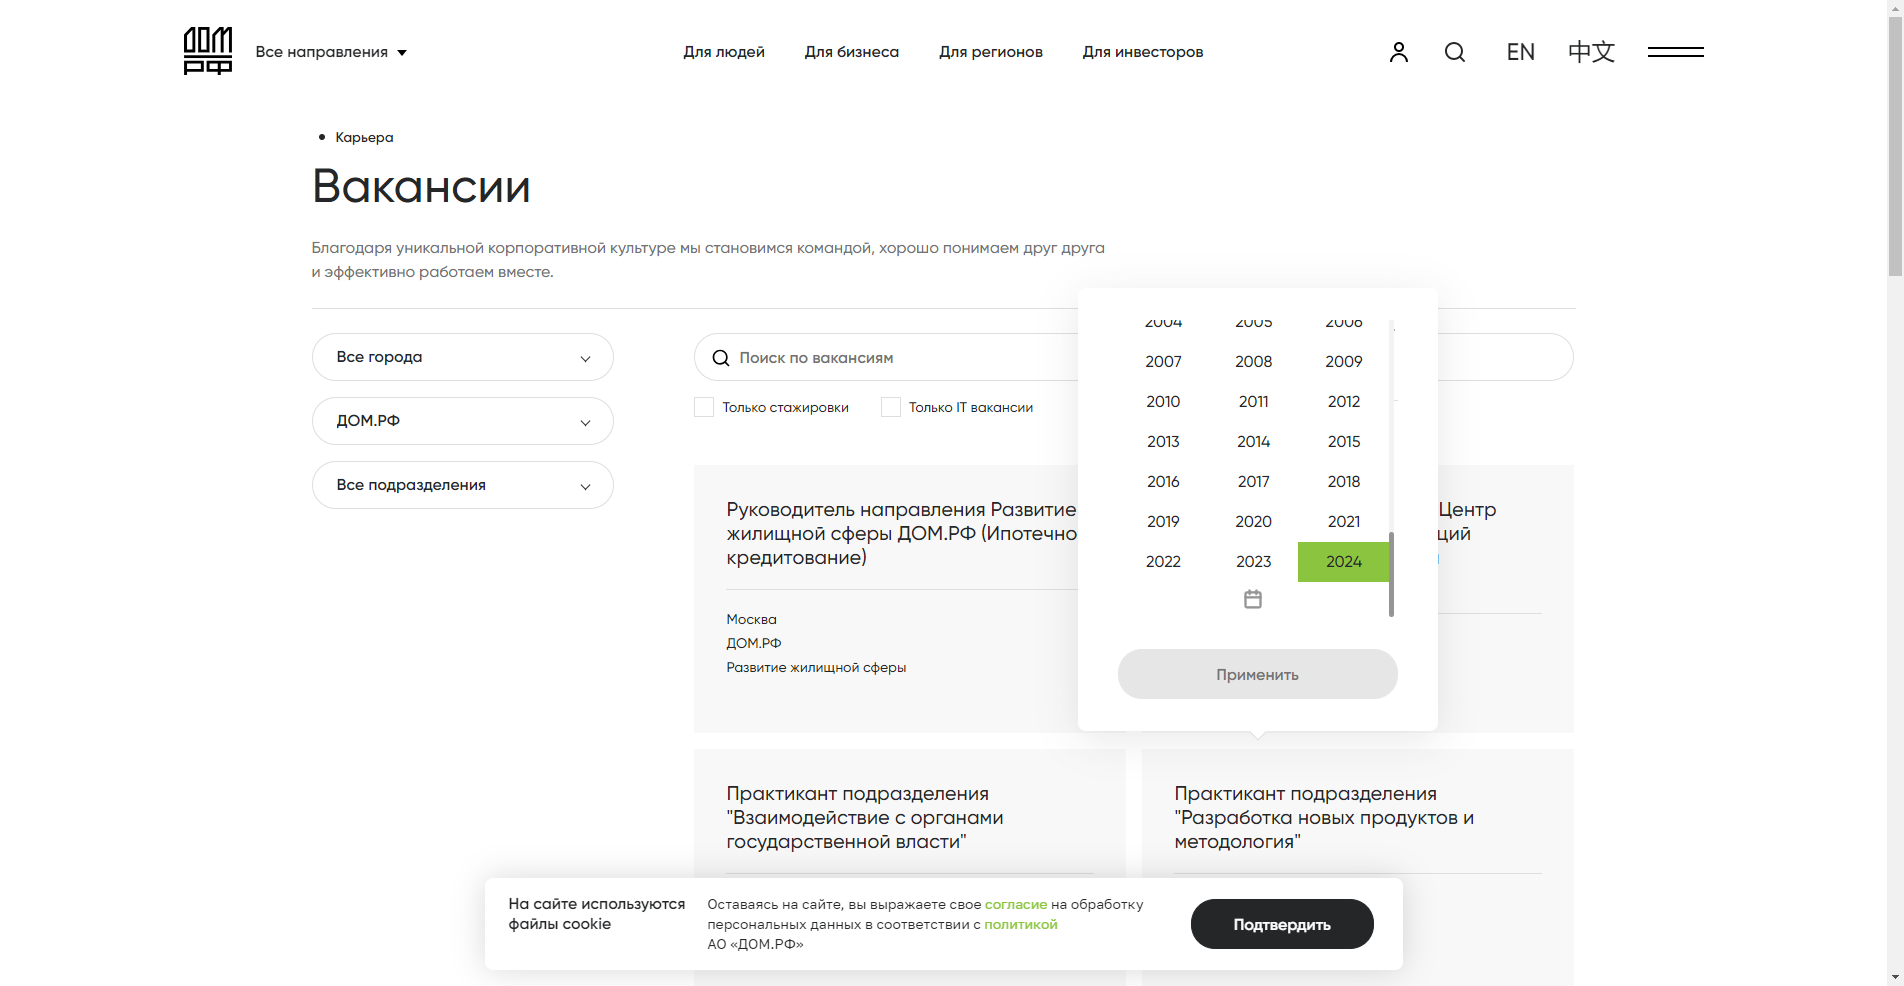 ДОМ
РФ
Все направления
Для людей
Для бизнеса
Для регионов
Для инвесторов
EN
中文
Карьера
Вакансии
Благодаря уникальной корпоративной культуре мы становимся командой, хорошо понимаем друг друга
и эффективно работаем вместе.
Все города
ДОМ.РФ
Все подразделения
Поиск по вакансиям
Только стажировки
Только IT вакансии
2004 2005 2006
2007 2008 2009
2010 2011 2012
2013 2014 2015
2016 2017 2018
2019 2020 2021
2022 2023 2024
Применить
Руководитель направления Развитие
жилищной сферы ДОМ.РФ (Ипотечно
кредитование)
Москва
ДОМ.РФ
Развитие жилищной сферы
Центр
ций
Практикант подразделения
"Взаимодействие с органами
государственной власти"
Практикант подразделения
"Разработка новых продуктов и
методология"
На сайте используются
файлы cookie
Оставаясь на сайте, вы выражаете свое согласие на обработку
персональных данных в соответствии с политикой
АО «ДОМ.РФ»
Подтвердить